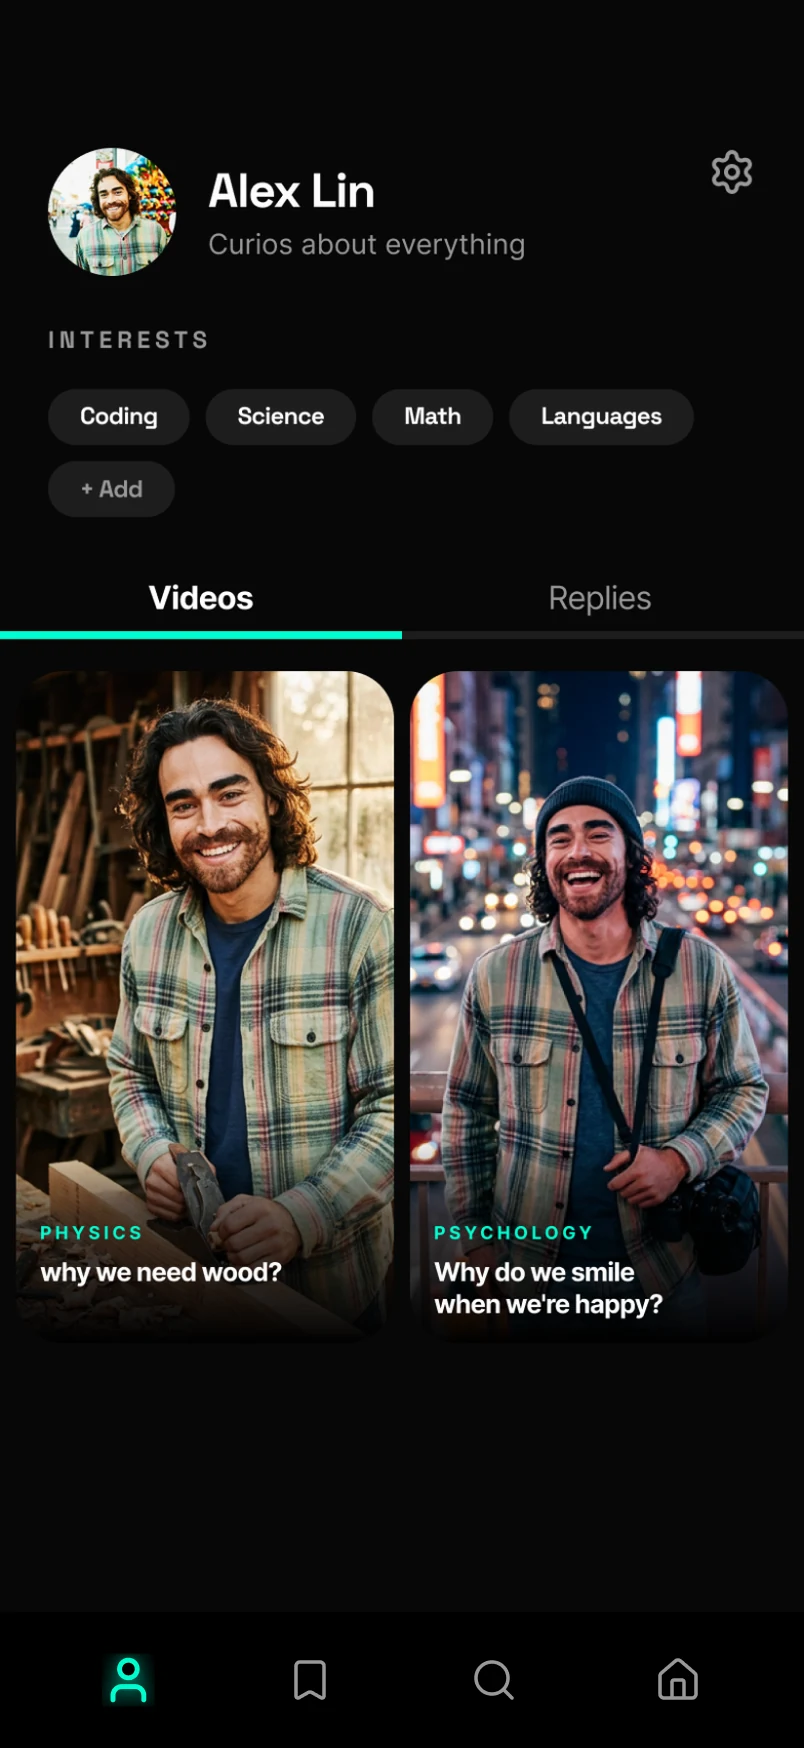 Alex Lin
Curios about everything
INTERESTS
Coding
Science
Math
Languages
+ Add
Videos
Replies
PHYSICS
why we need wood?
PSYCHOLOGY
Why do we smile
when we're happy?